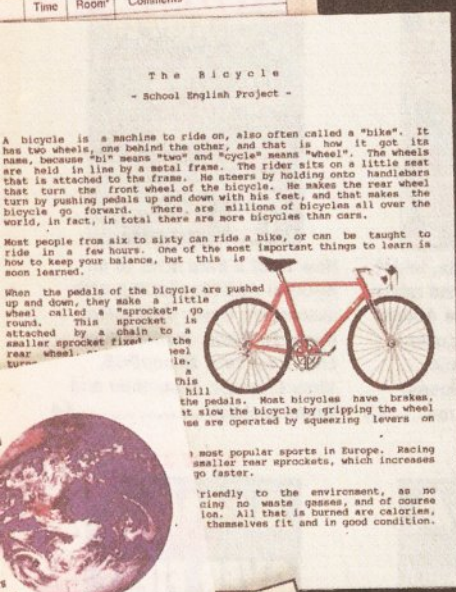 Time Room* Comments
The Bicycle
- School English Project -
A bicycle is a machine to ride on, also often called a "bike". It
has two wheels, one behind the other, and that is how it got its
name, because "bi" means "two" and "cycle" means "wheel". The wheels
are held in line by a metal frame. The rider sits on a little seat
that is attached to the frame. He steers by holding onto handlebars
that turn the front wheel of the bicycle. He makes the rear wheel
turn by pushing pedals up and down with his feet, and that makes the
bicycle go forward. There are millions of bicycles all over the
world, in fact, in total there are more bicycles than cars.
Most people from six to sixty can ride a bike, or can be taught to
ride in a few hours. One of the most important things to learn is
how to keep your balance, but this is
soon learned.
When the pedals of the bicycle are pushed
up and down, they make a little
wheel called a "sprocket" go
round. This sprocket is
attached by a chain to a
smaller sprocket fixed the
rear wheel,
a
This
hill
the pedals. Most bicycles have brakes,
slow the bicycle by gripping the wheel
are operated by squeezing levers on
most popular sports in Europe. Racing
smaller rear sprockets, which increases
go faster.
riendly to the environment, as no
cing no waste gasses, and of course
ion. All that is burned are calories,
themselves fit and in good condition.